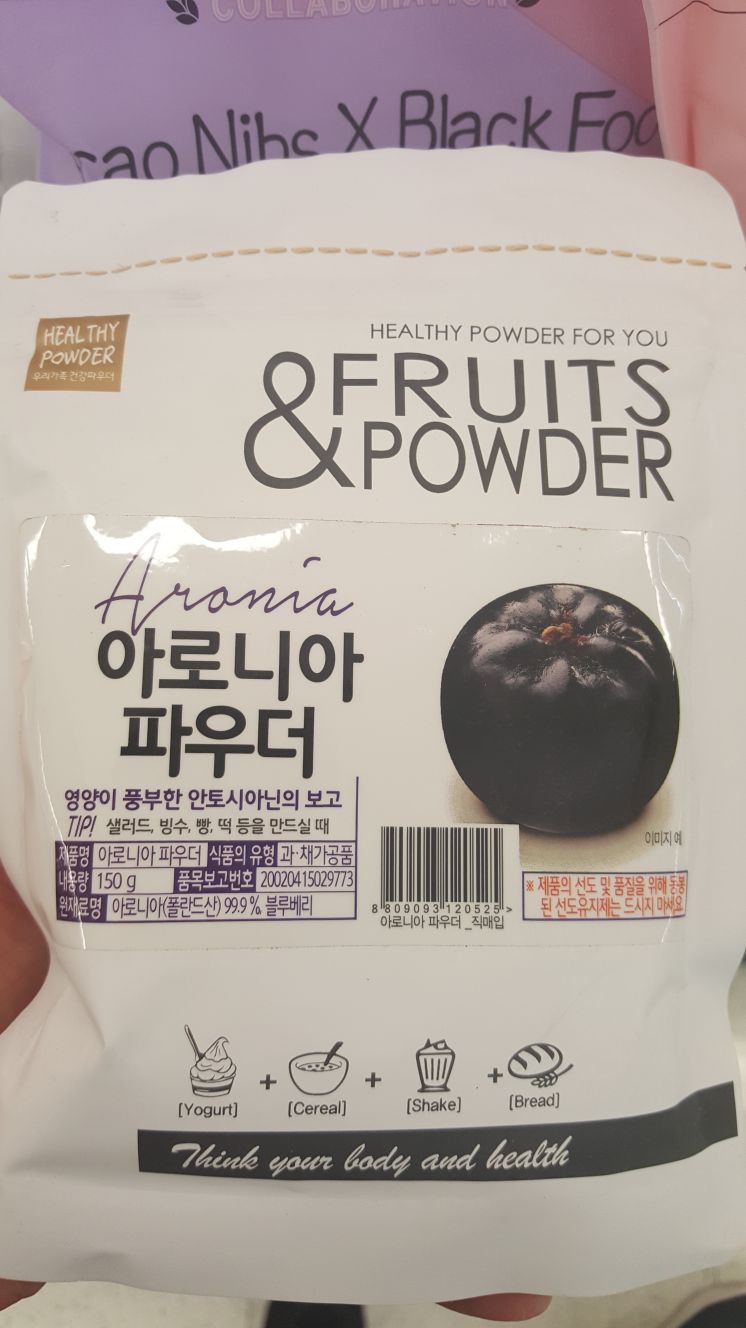 COLLABORATION
cao Nibs X Black Foo
HEALTHY
POWDER
우리가족 건강파우더
HEALTHY POWDER FOR YOU
&FRUITS
POWDER
Aronia
아로니아
파우더
영양이 풍부한 안토시아닌의 보고
TIP! 샐러드, 빙수, 빵, 떡 등을 만드실 때
제품명 아로니아 파우더 식품의 유형 과·채가공품
내용량 150 g 품목보고번호 20020415029773
원재료명 아로니아(폴란드산) 99.9 %, 블루베리
8 809093 120525 >
아로니아 파우더 _직매입
이미지 예
※ 제품의 선도 및 품질을 위해 동봉
된 선도유지제는 드시지 마세요
[Yogurt] + [Cereal] + [Shake] + [Bread]
Think your body and health